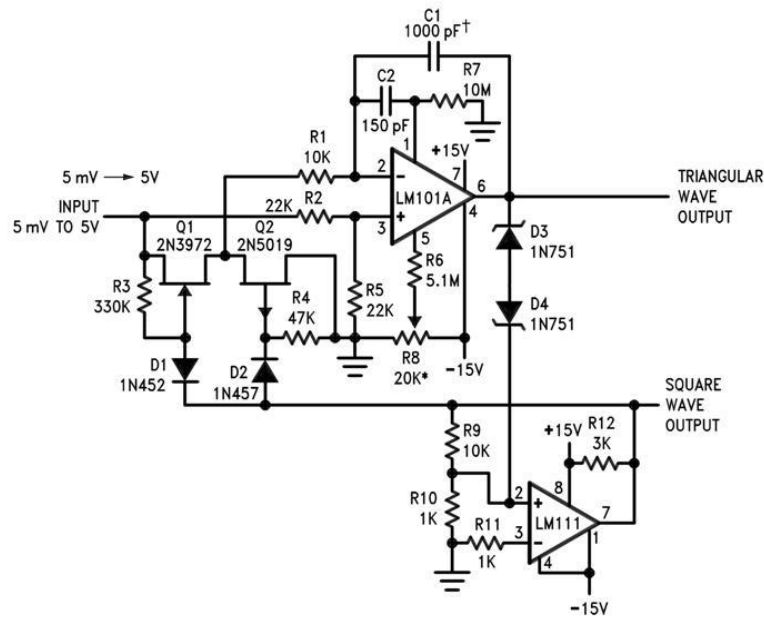 C1
1000 pF†
C2
150 pF
R7
10M
R1
10K
1
+15V
5 mV → 5V
2
-
7
LM101A
6
TRIANGULAR
WAVE
OUTPUT
INPUT
5 mV TO 5V
22K
R2
+
3
4
5
Q1
2N3972
Q2
2N5019
D3
1N751
R6
5.1M
R3
330K
R4
47K
R5
22K
D4
1N751
R8
20K*
-15V
D1
1N452
D2
1N457
SQUARE
WAVE
OUTPUT
R9
10K
+15V
R12
3K
R10
1K
2
+
8
LM111
7
R11
1K
3
-
1
4
-15V